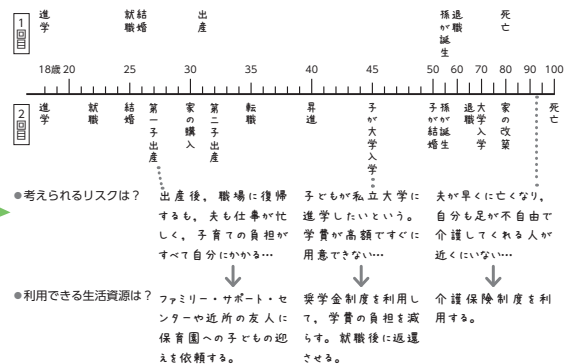 1回目
進学
就職
結婚
出産
孫が誕生
退職
死亡
18歳 20 25 30 35 40 45 50 60 70 80 90 100
2回目
進学
就職
結婚
第一子出産
家の購入
第二子出産
転職
昇進
子が大学入学
子が結婚
孫が誕生
退職
大学入学
家の改築
死亡
●考えられるリスクは？
出産後，職場に復帰
するも，夫も仕事が忙
しく，子育ての負担が
すべて自分にかかる…
子どもが私立大学に
進学したいという。
学費が高額ですぐに
用意できない…
夫が早くに亡くなり，
自分も足が不自由で
介護してくれる人が
近くにいない…
●利用できる生活資源は？
ファミリー・サポート・セ
ンターや近所の友人に
保育園への子どもの迎
えを依頼する。
奨学金制度を利用し
て，学費の負担を減
らす。就職後に返還
させる。
介護保険制度を利
用する。